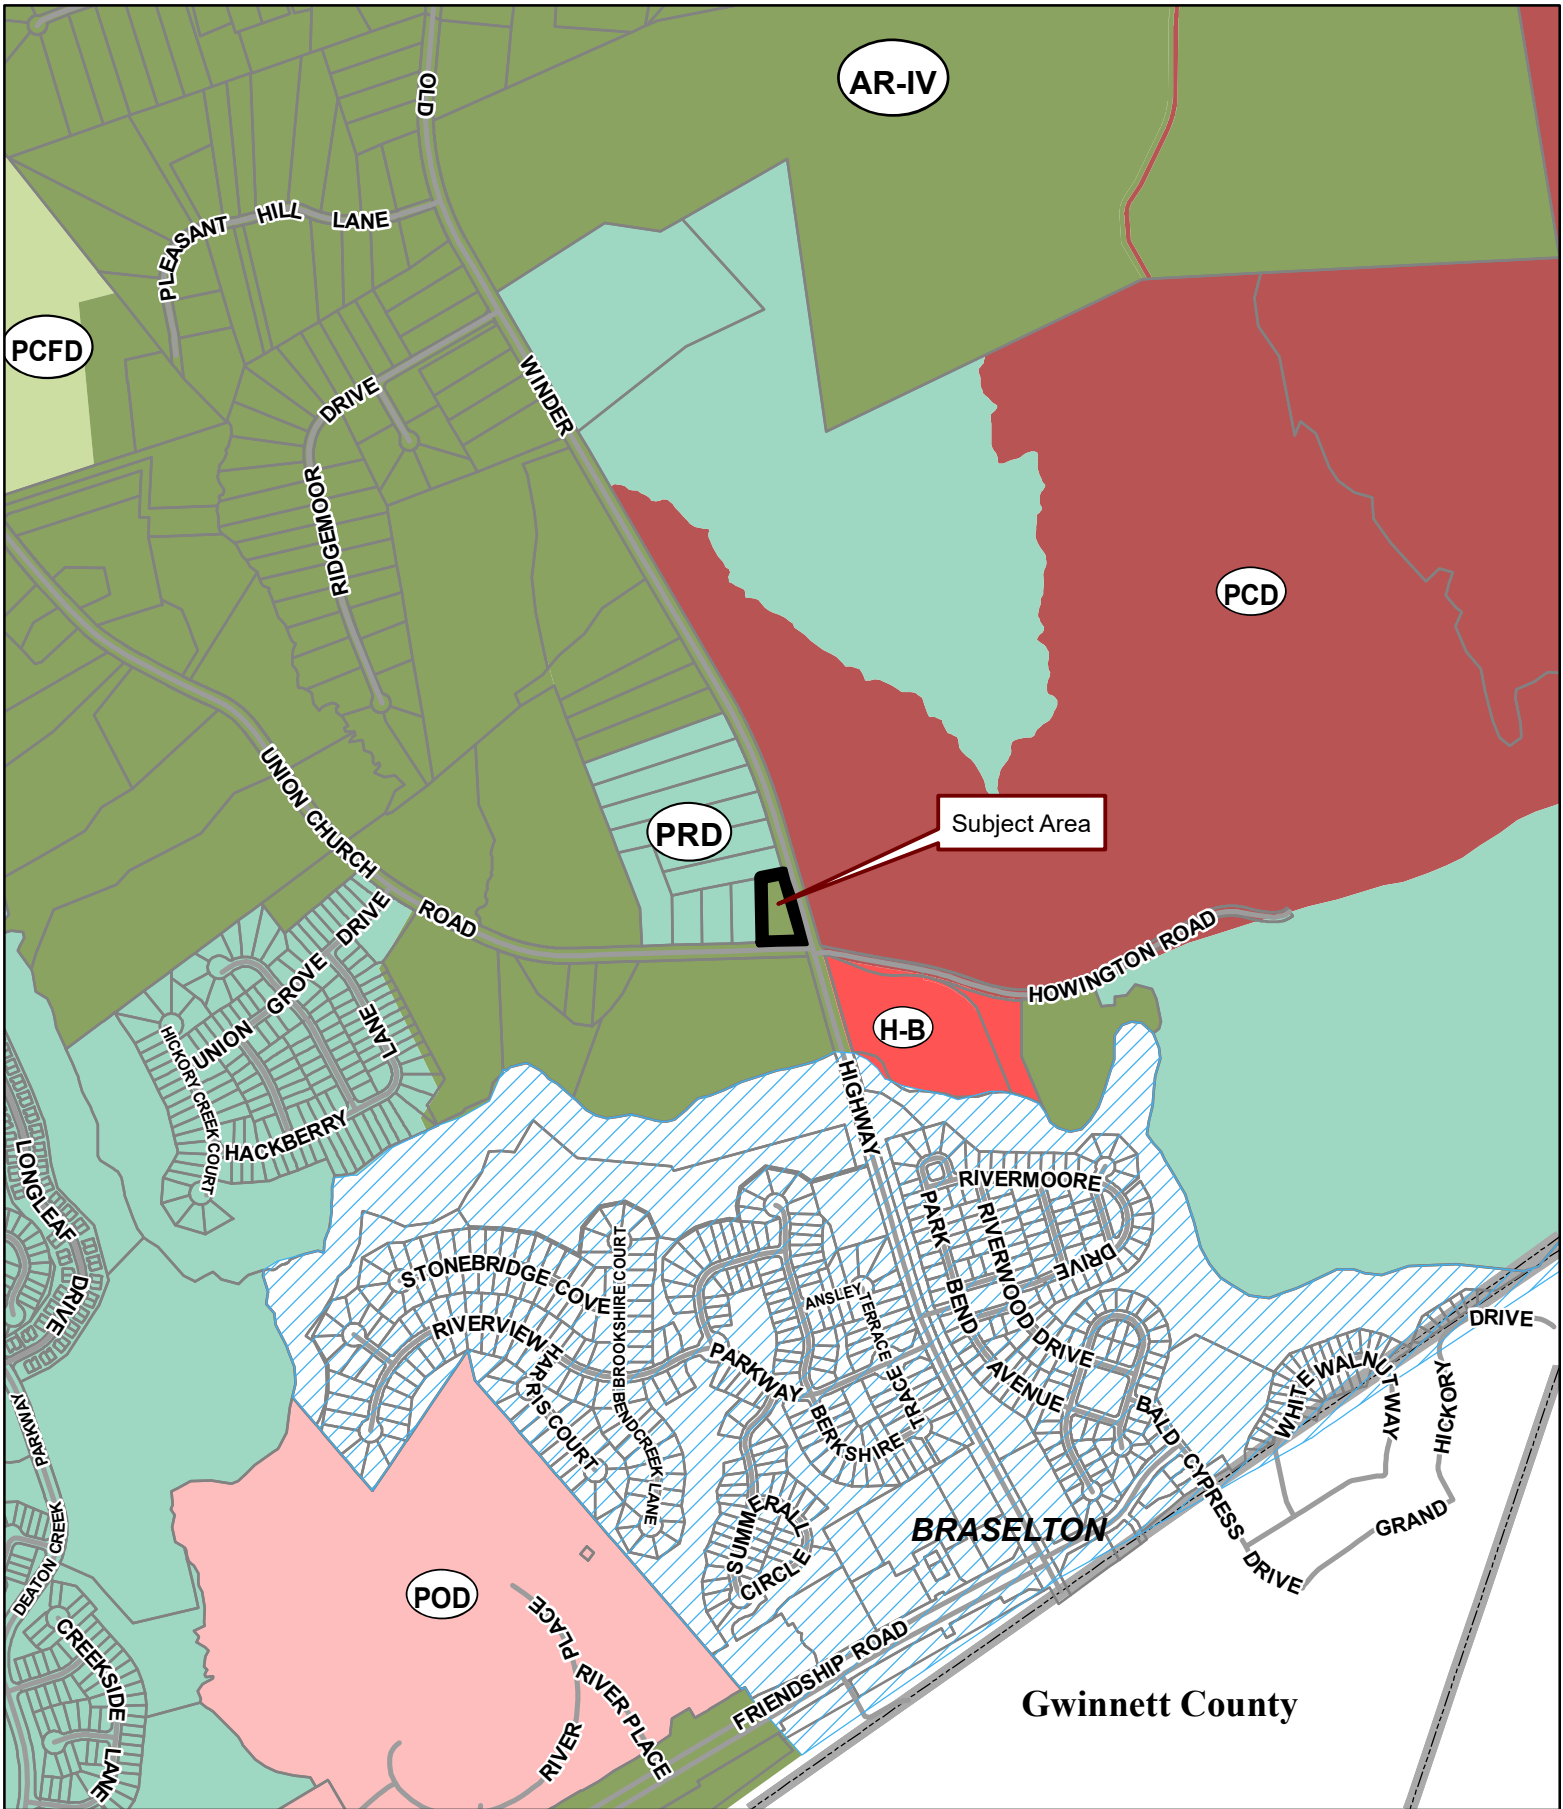 OLD
AR-IV
PLEASANT HILL LANE
PCFD
WINDER
DRIVE
RIDGEMOOR
PCD
UNION CHURCH
ROAD
PRD
Subject Area
DRIVE
UNION GROVE
LANE
HICKORY CREEK COURT
HACKBERRY
HOWINGTON ROAD
H-B
HIGHWAY
LONGLEAF
DRIVE
RIVERMOORE
DRIVE
PARK
BEND
AVENUE
RIVERWOOD DRIVE
STONEBRIDGE COVE
BROOKSHIRE COURT
ANSLEY
TERRACE
TRACE
RIVERVIEW
PARKWAY
HARRIS COURT
BENDCREEK LANE
BERKSHIRE
BALD CYPRESS
DRIVE
WHITE WALNUT WAY
HICKORY
DRIVE
GRAND
PARKWAY
DEATON CREEK
SUMMERALL
CIRCLE
BRASELTON
POD
PLACE
RIVER PLACE
RIVER
FRIENDSHIP ROAD
CREEKSIDE
LANE
Gwinnett County